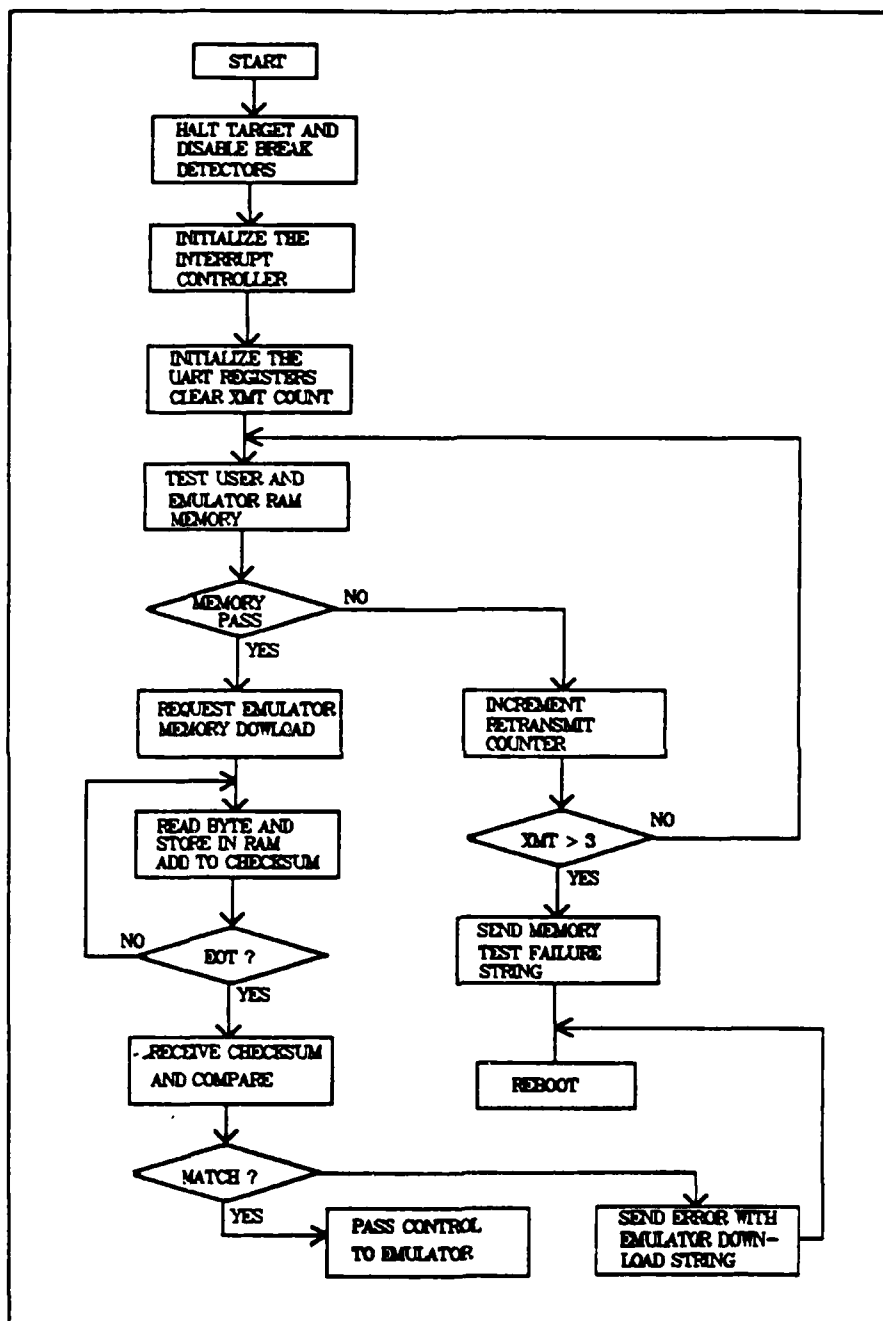 START
HALT TARGET AND
DISABLE BREAK
DETECTORS
INITIALIZE THE
INTERRUPT
CONTROLLER
INITIALIZE THE
UART REGISTERS
CLEAR XMT COUNT
TEST USER AND
EMULATOR RAM
MEMORY
MEMORY
PASS
NO
YES
REQUEST EMULATOR
MEMORY DOWLOAD
INCREMENT
RETRANSMIT
COUNTER
READ BYTE AND
STORE IN RAM
ADD TO CHECKSUM
XMT > 3
NO
YES
EOT ?
NO
YES
SEND MEMORY
TEST FAILURE
STRING
RECEIVE CHECKSUM
AND COMPARE
REBOOT
MATCH ?
YES
PASS CONTROL
TO EMULATOR
SEND ERROR WITH
EMULATOR DOWN-
LOAD STRING